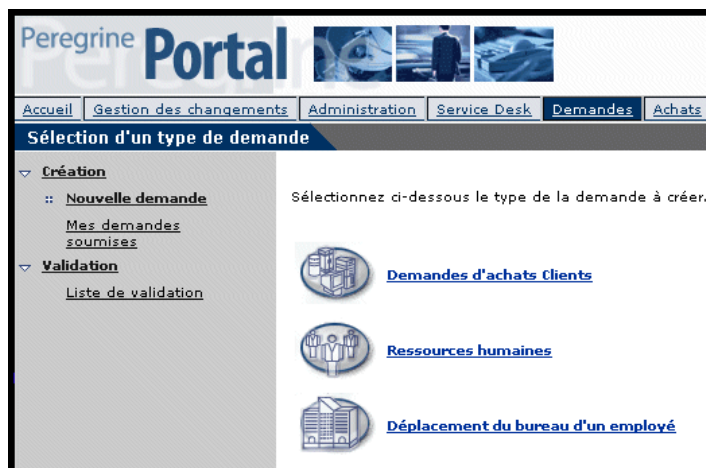 Peregrine Portal
Accueil Gestion des changements Administration Service Desk Demandes Achats
Sélection d'un type de demande
Création
Nouvelle demande
Mes demandes
soumises
Validation
Liste de validation
Sélectionnez ci-dessous le type de la demande à créer.
Demandes d'achats Clients
Ressources humaines
Déplacement du bureau d'un employé